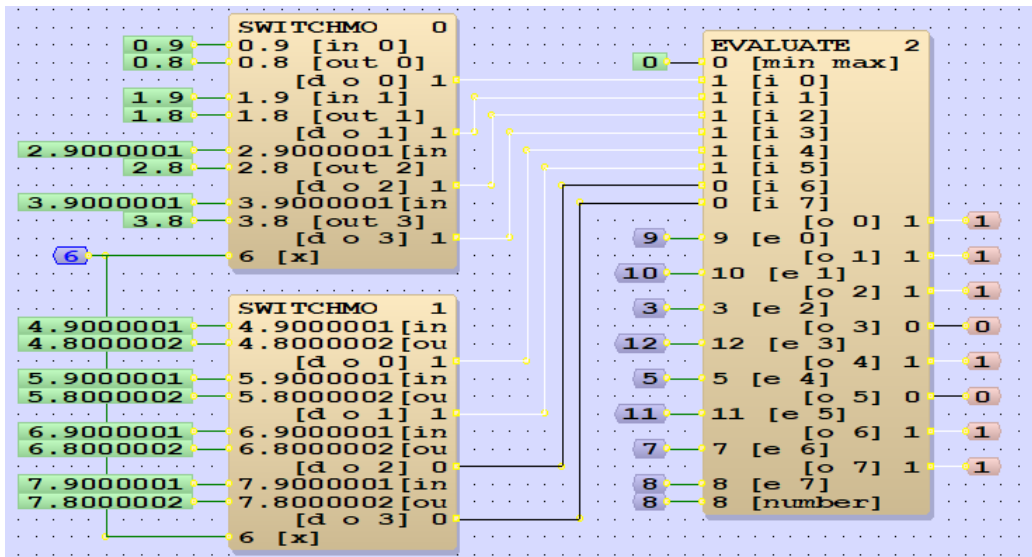 SWITCHMO 0
0.9 0.9 [in 0]
0.8 0.8 [out 0]
[d o 0] 1
1.9 1.9 [in 1]
1.8 1.8 [out 1]
[d o 1] 1
2.9000001 2.9000001[in
2.8 2.8 [out 2]
[d o 2] 1
3.9000001 3.9000001[in
3.8 3.8 [out 3]
[d o 3] 1
6 6 [x]
SWITCHMO 1
4.9000001 4.9000001[in
4.8000002 4.8000002[ou
[d o 0] 1
5.9000001 5.9000001[in
5.8000002 5.8000002[ou
[d o 1] 1
6.9000001 6.9000001[in
6.8000002 6.8000002[ou
[d o 2] 0
7.9000001 7.9000001[in
7.8000002 7.8000002[ou
[d o 3] 0
6 [x]
EVALUATE 2
0 0 [min max]
1 [i 0]
1 [i 1]
1 [i 2]
1 [i 3]
1 [i 4]
1 [i 5]
0 [i 6]
0 [i 7]
[o 0] 1 1
9 9 [e 0]
[o 1] 1 1
10 10 [e 1]
[o 2] 1 1
3 3 [e 2]
[o 3] 0 0
12 12 [e 3]
[o 4] 1 1
5 5 [e 4]
[o 5] 0 0
11 11 [e 5]
[o 6] 1 1
7 7 [e 6]
[o 7] 1 1
8 8 [e 7]
8 8 [number]